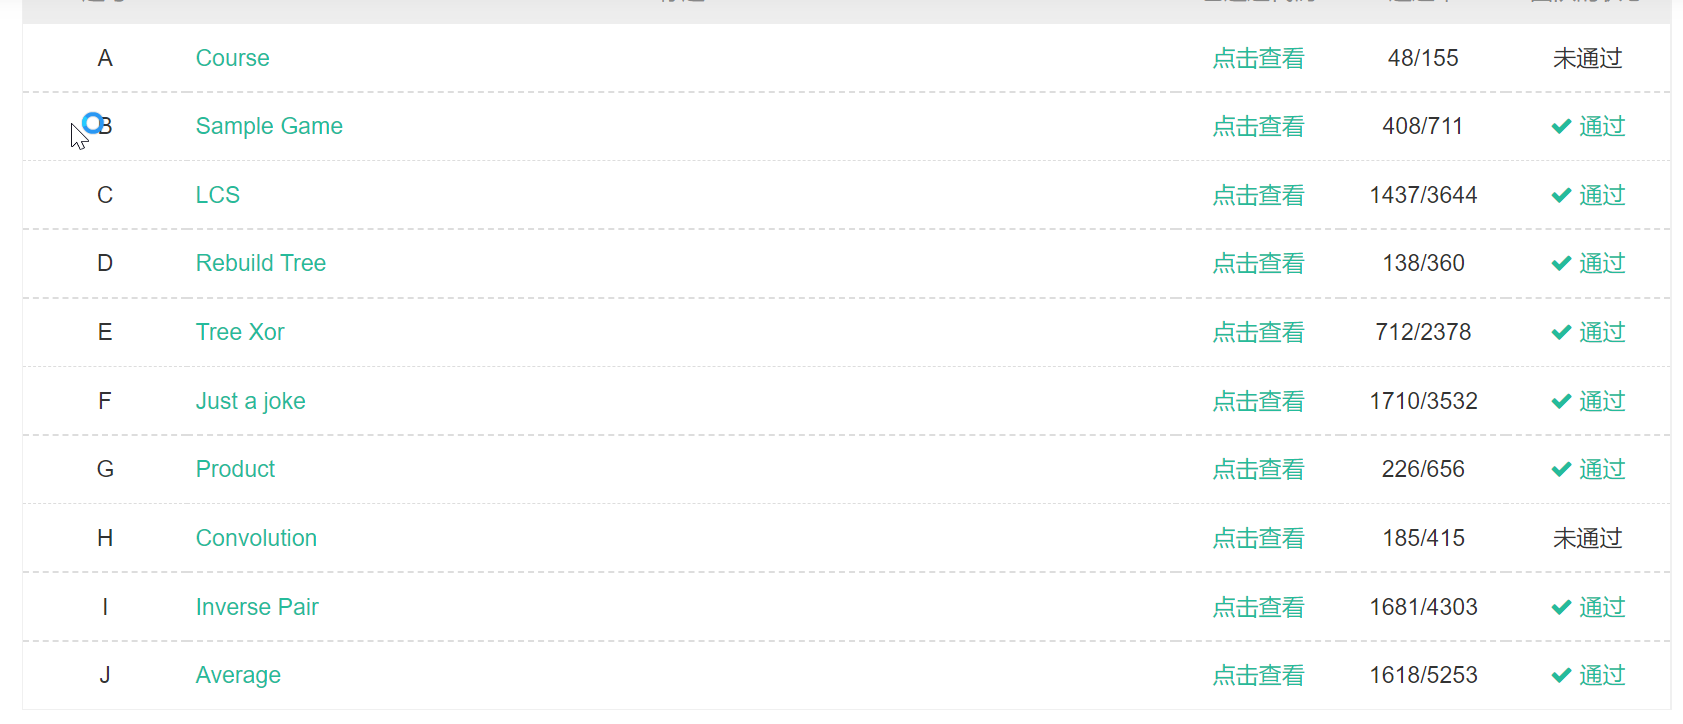 A Course 点击查看 48/155 未通过
B Sample Game 点击查看 408/711 通过
C LCS 点击查看 1437/3644 通过
D Rebuild Tree 点击查看 138/360 通过
E Tree Xor 点击查看 712/2378 通过
F Just a joke 点击查看 1710/3532 通过
G Product 点击查看 226/656 通过
H Convolution 点击查看 185/415 未通过
I Inverse Pair 点击查看 1681/4303 通过
J Average 点击查看 1618/5253 通过